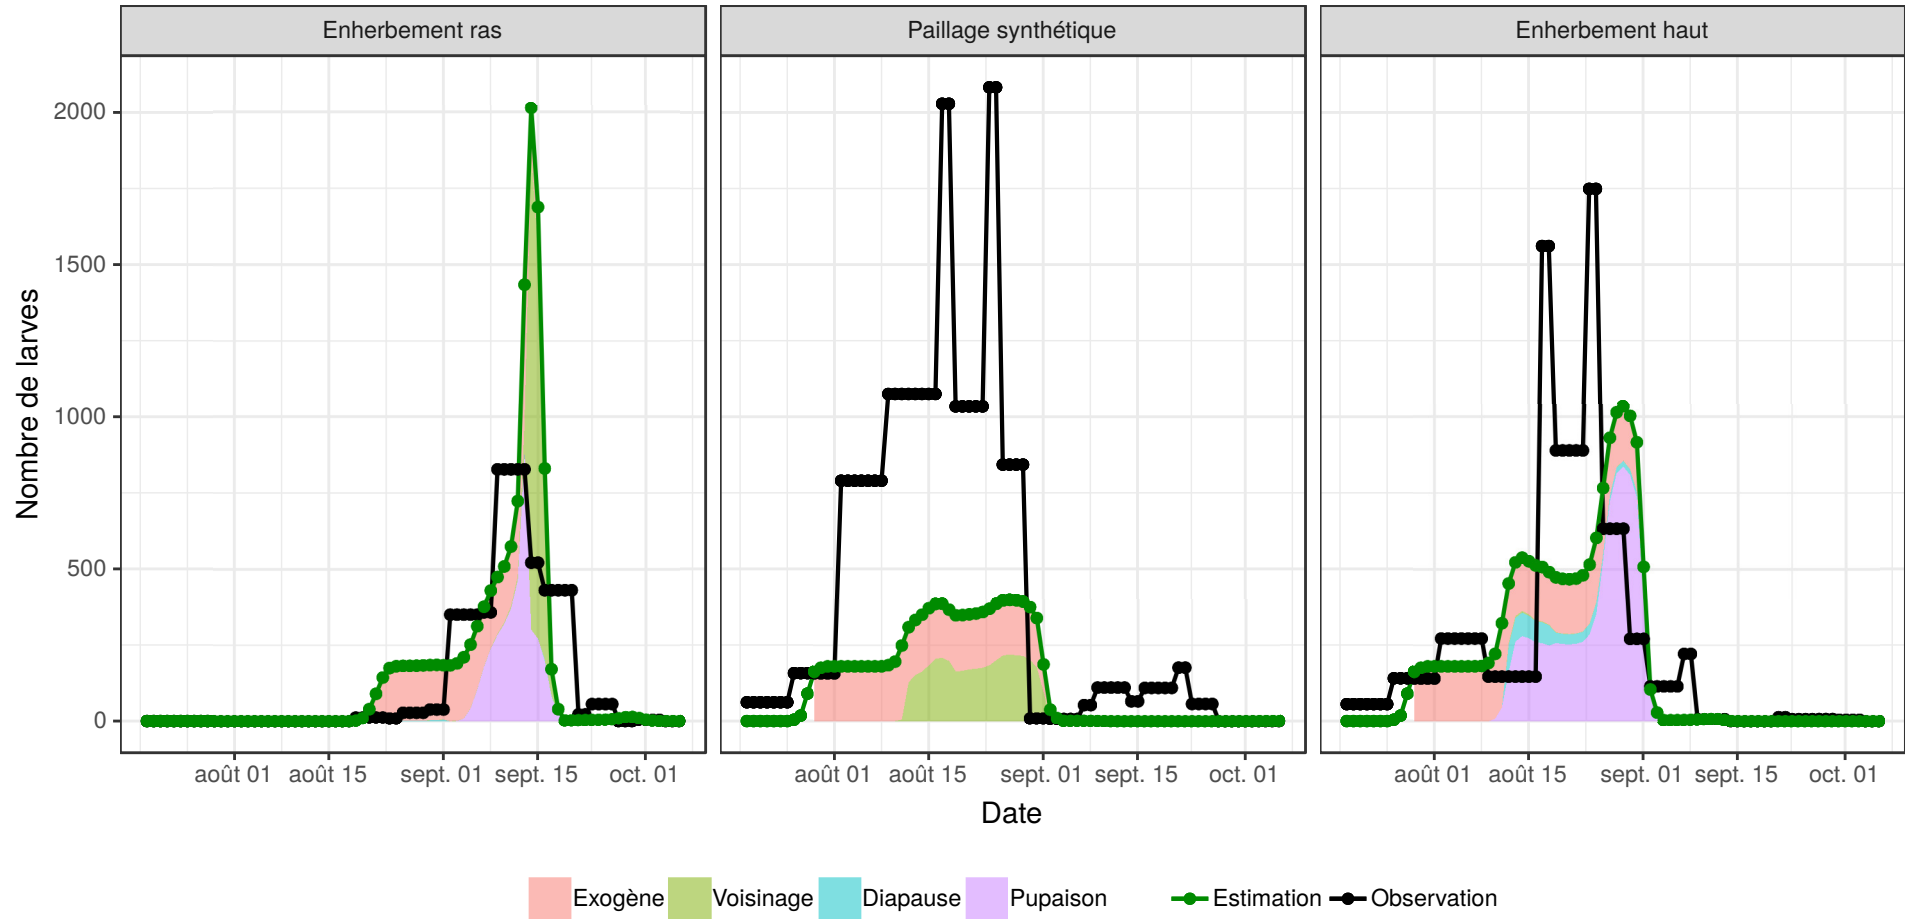 Enherbement ras
Paillage synthétique
Enherbement haut
Nombre de larves
2000
1500
1000
500
0
août 01 août 15 sept. 01 sept. 15 oct. 01
août 01 août 15 sept. 01 sept. 15 oct. 01
août 01 août 15 sept. 01 sept. 15 oct. 01
Date
Exogène Voisinage Diapause Pupaison Estimation Observation